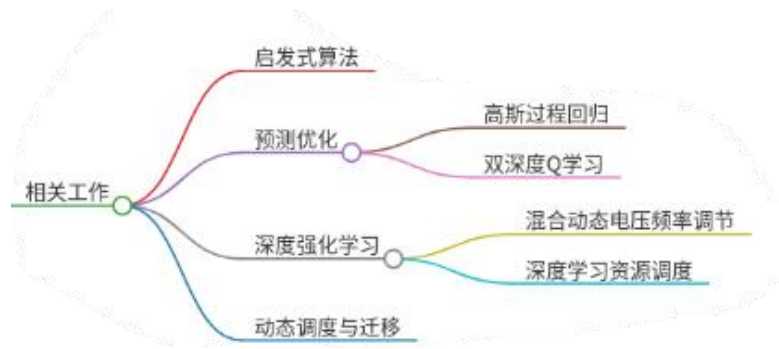 相关工作
启发式算法
预测优化
高斯过程回归
双深度Q学习
深度强化学习
混合动态电压频率调节
深度学习资源调度
动态调度与迁移